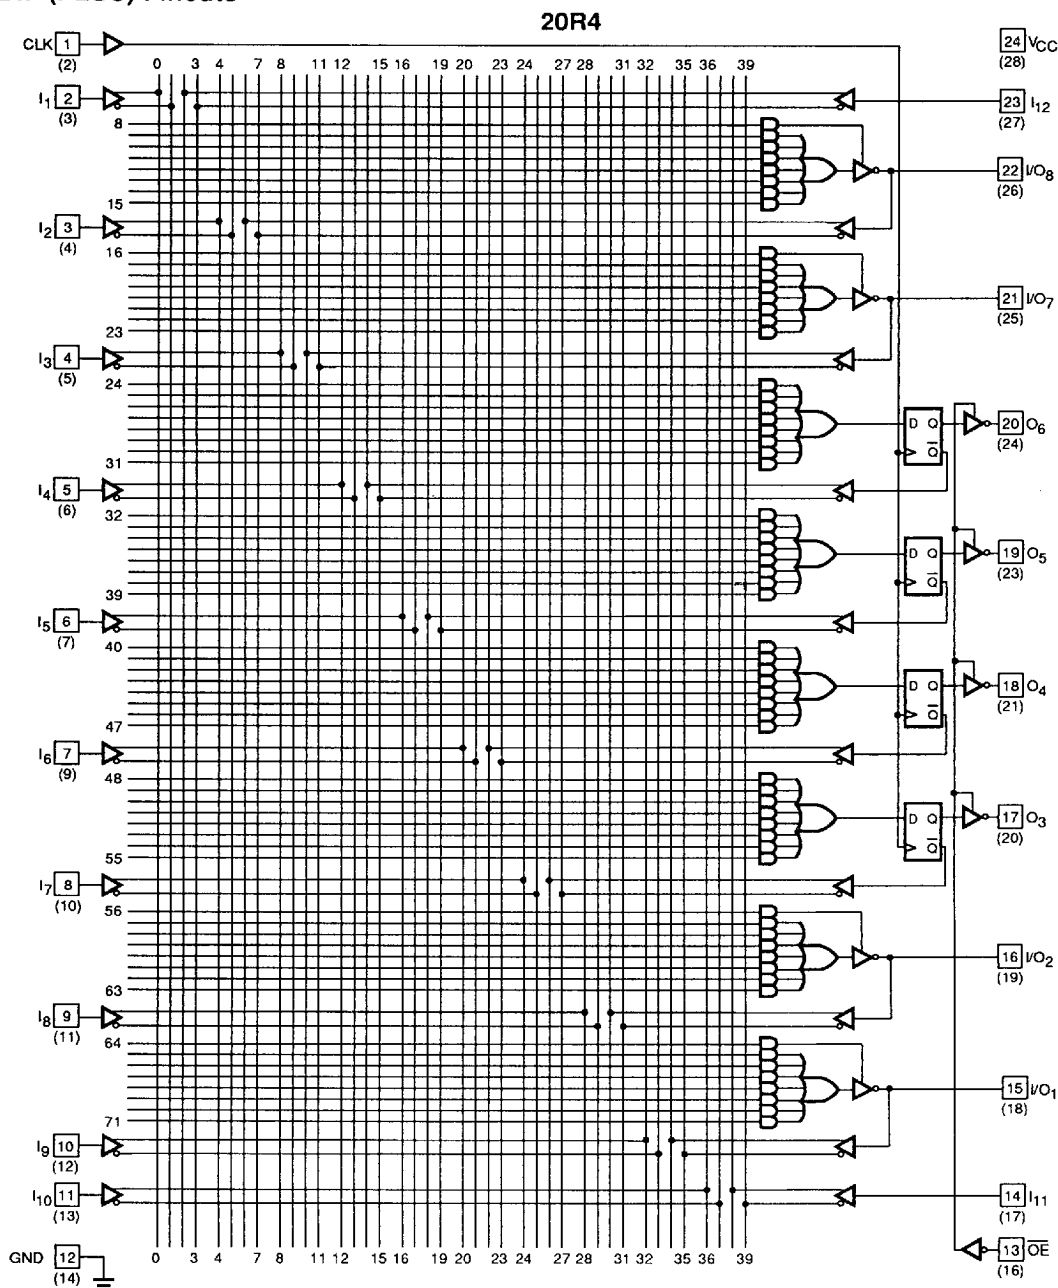 (PLCC) Pinouts
20R4
CLK 1 24 VCC
(2) (28)
0 3 4 7 8 11 12 15 16 19 20 23 24 27 28 31 32 35 36 39
I1 2 23 I12
(3) (27)
8
22 I/O8
(26)
15
I2 3
(4)
16
21 I/O7
(25)
23
I3 4
(5)
24
D Q 20 O6
(24)
Q̅
31
I4 5
(6)
32
D Q 19 O5
(23)
Q̅
39
I5 6
(7)
40
D Q 18 O4
(21)
Q̅
47
I6 7
(9)
48
D Q 17 O3
(20)
Q̅
55
I7 8
(10)
56
16 I/O2
(19)
63
I8 9
(11)
64
15 I/O1
(18)
71
I9 10
(12)
I10 11 14 I11
(13) (17)
GND 12 13 O̅E̅
(14) (16)
0 3 4 7 8 11 12 15 16 19 20 23 24 27 28 31 32 35 36 39